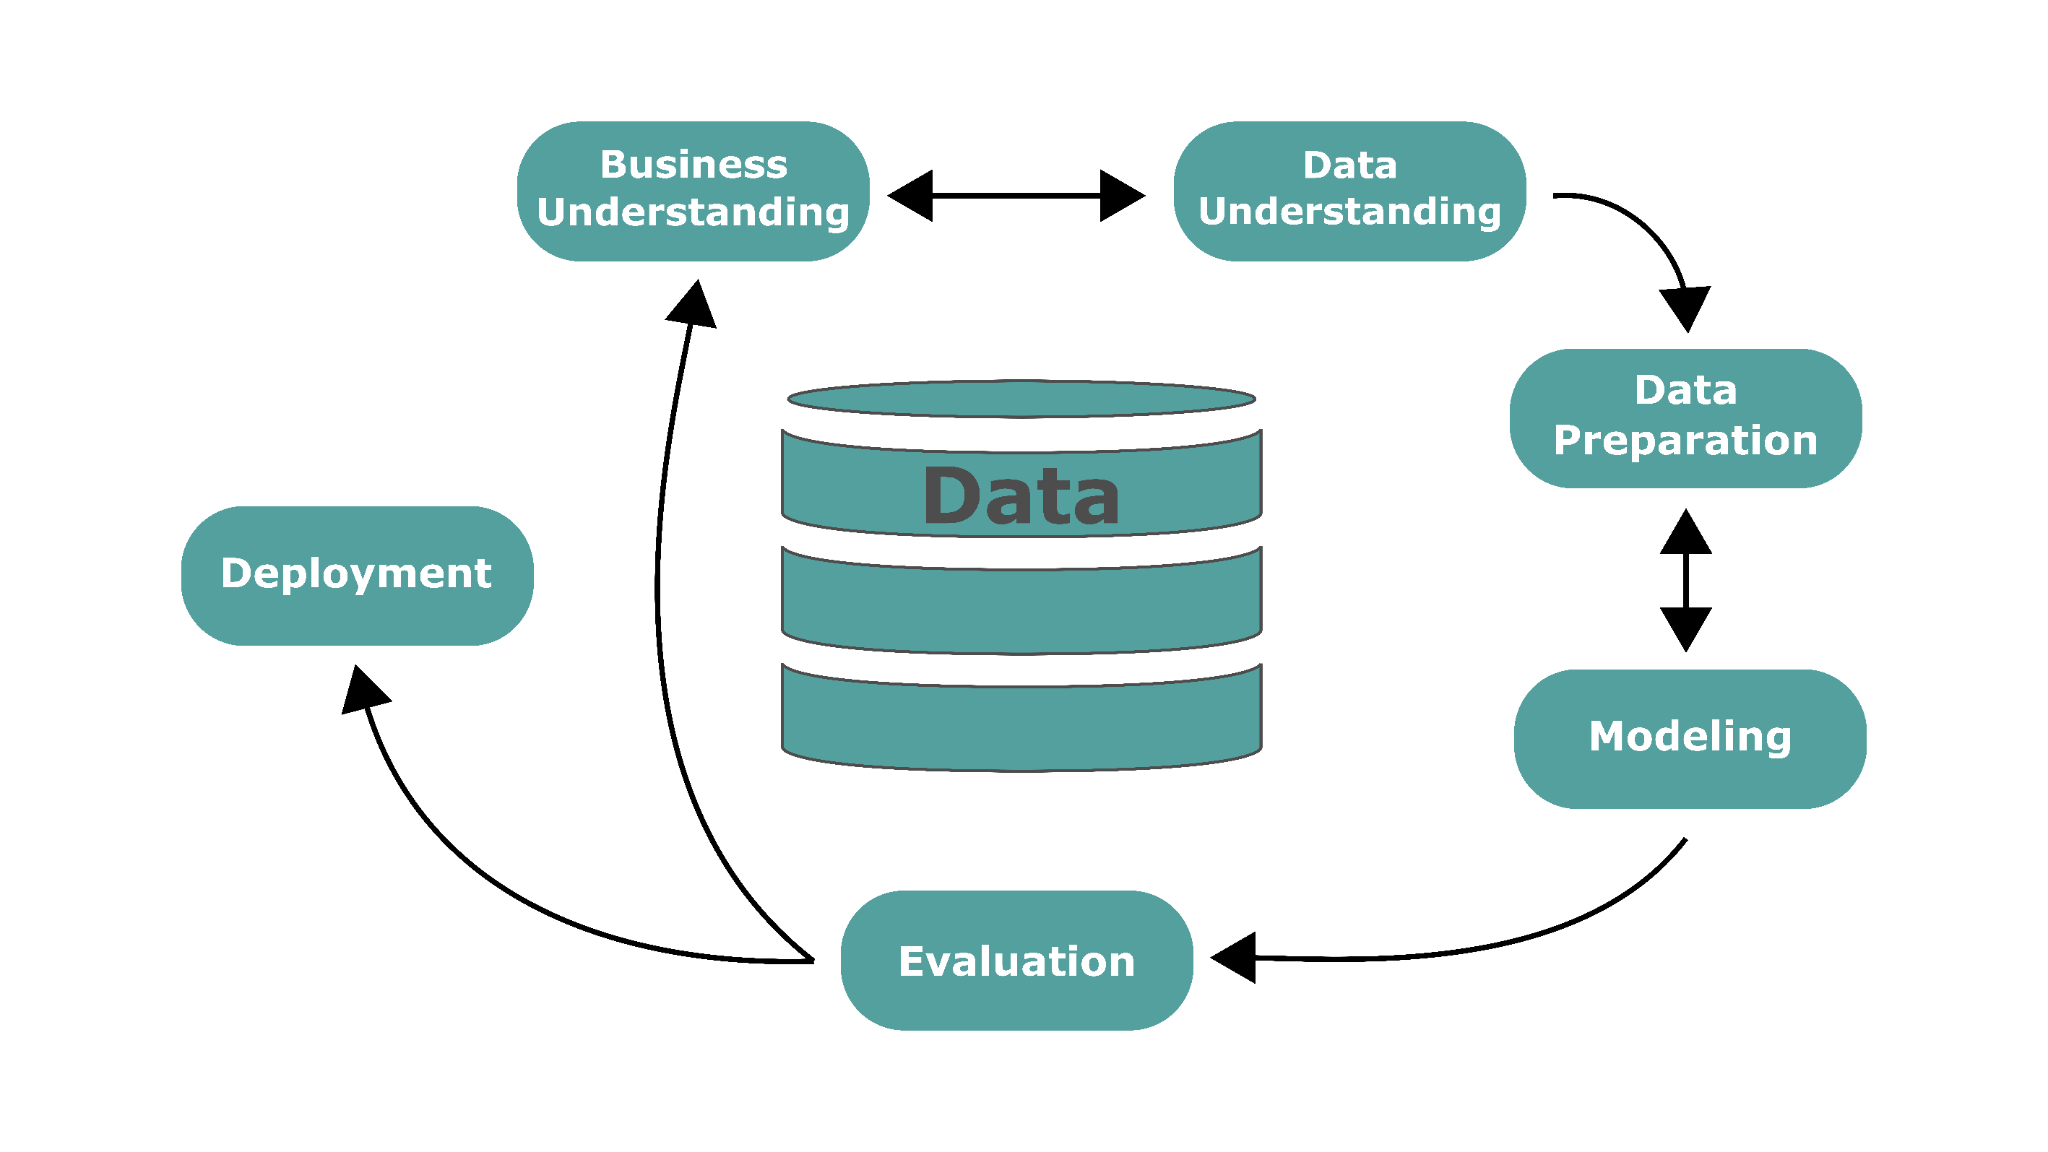 Business
Understanding
Data
Understanding
Data
Preparation
Data
Deployment
Modeling
Evaluation